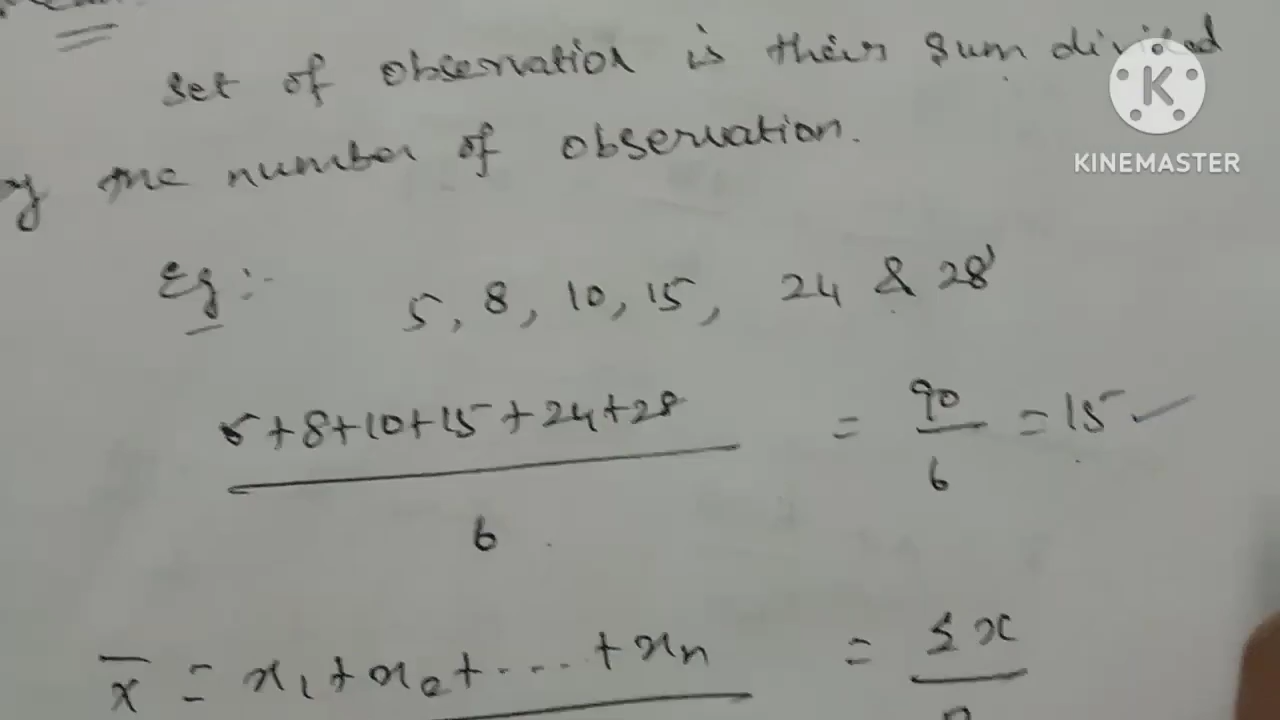 set of observation is their sum divided
by the number of observation.
K
KINEMASTER
Eg :- 5, 8, 10, 15, 24 & 28
5+8+10+15+24+28 = 90 = 15 ✓
6 6
x̄ = x₁ + x₂ + .... + xₙ = Σx